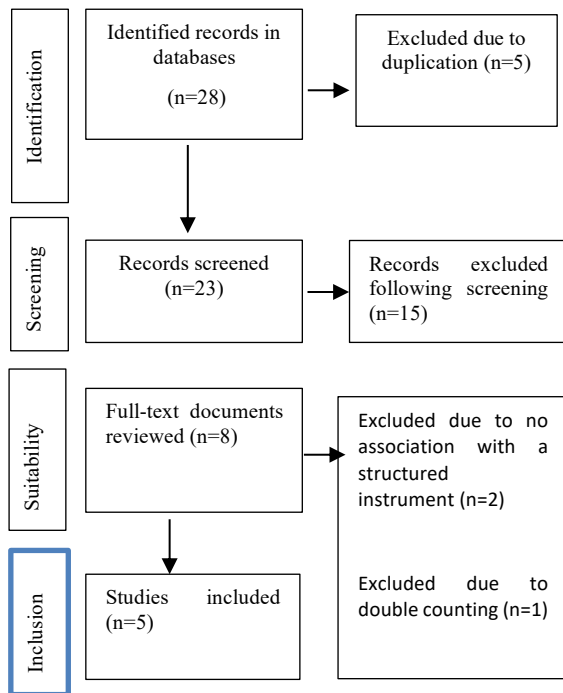 Identification
Identified records in
databases
(n=28)
Excluded due to
duplication (n=5)
Screening
Records screened
(n=23)
Records excluded
following screening
(n=15)
Suitability
Full-text documents
reviewed (n=8)
Excluded due to no
association with a
structured
instrument (n=2)
Excluded due to
double counting (n=1)
Inclusion
Studies included
(n=5)